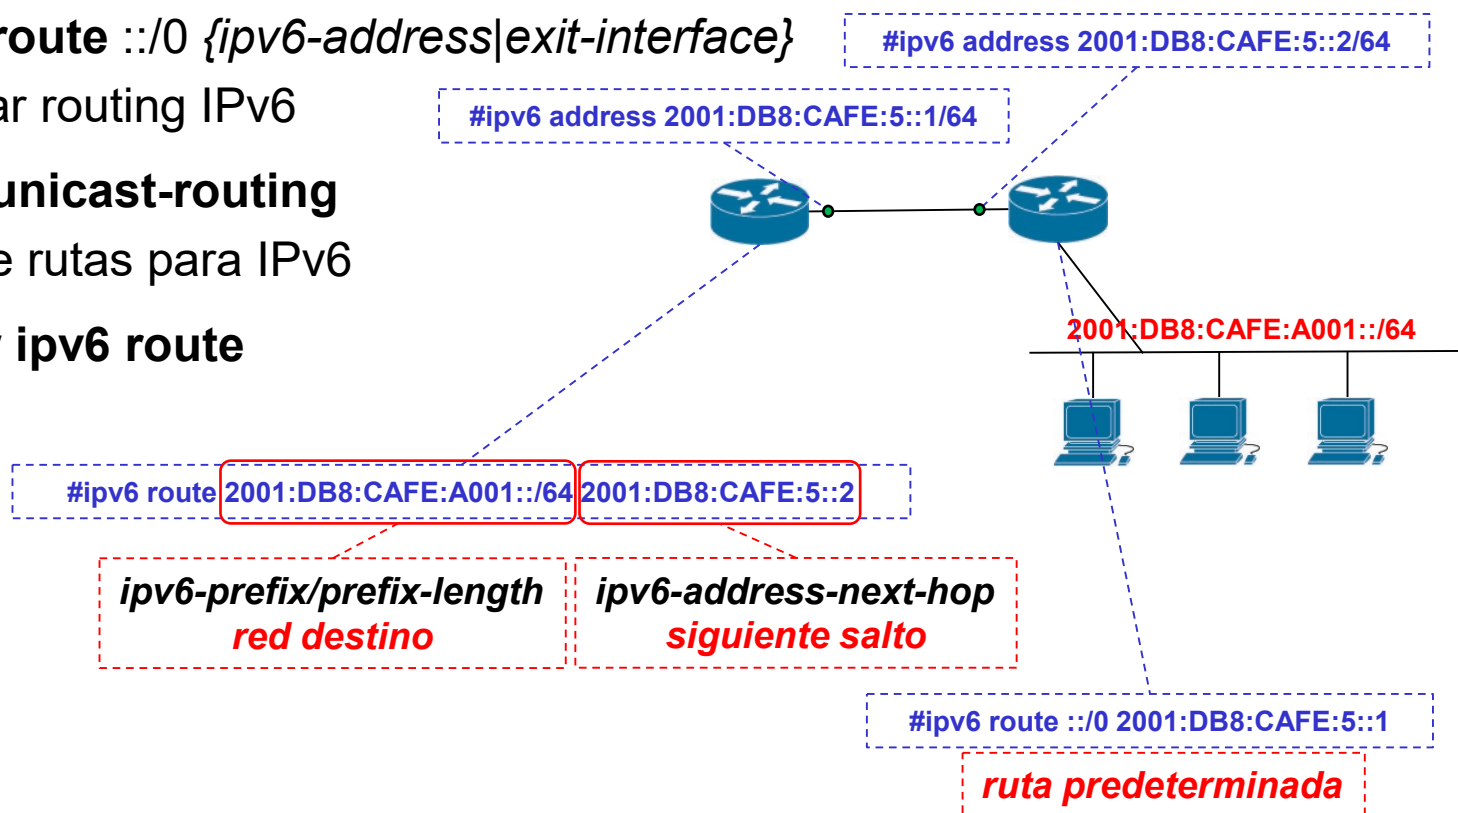 route ::/0 {ipv6-address|exit-interface}
ar routing IPv6
unicast-routing
e rutas para IPv6
ipv6 route
#ipv6 address 2001:DB8:CAFE:5::2/64
#ipv6 address 2001:DB8:CAFE:5::1/64
2001:DB8:CAFE:A001::/64
#ipv6 route 2001:DB8:CAFE:A001::/64 2001:DB8:CAFE:5::2
ipv6-prefix/prefix-length
red destino
ipv6-address-next-hop
siguiente salto
#ipv6 route ::/0 2001:DB8:CAFE:5::1
ruta predeterminada